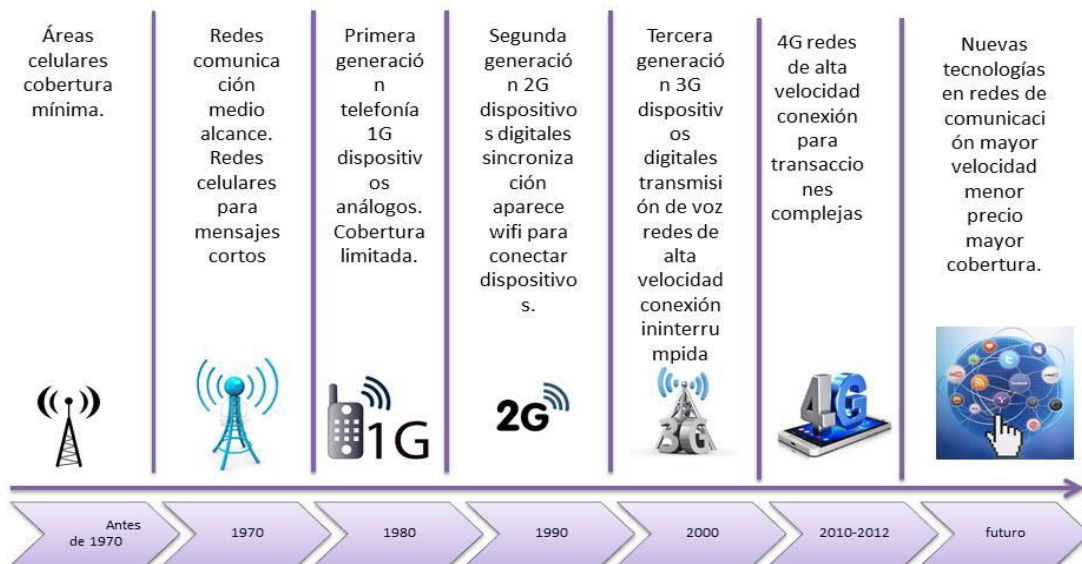 Áreas
celulares
cobertura
mínima.
Redes
comunica
ción
medio
alcance.
Redes
celulares
para
mensajes
cortos
Primera
generació
n
telefonía
1G
dispositiv
os
análogos.
Cobertura
limitada.
Segunda
generació
n 2G
dispositivo
s digitales
sincroniza
ción
aparece
wifi para
conectar
dispositivo
s.
Tercera
generació
n 3G
dispositiv
os
digitales
transmisi
ón de voz
redes de
alta
velocidad
conexión
ininterru
mpida
4G redes
de alta
velocidad
conexión
para
transaccio
nes
complejas
Nuevas
tecnologías
en redes de
comunicaci
ón mayor
velocidad
menor
precio
mayor
cobertura.
1G
2G
3G
4G
Antes
de 1970
1970
1980
1990
2000
2010-2012
futuro